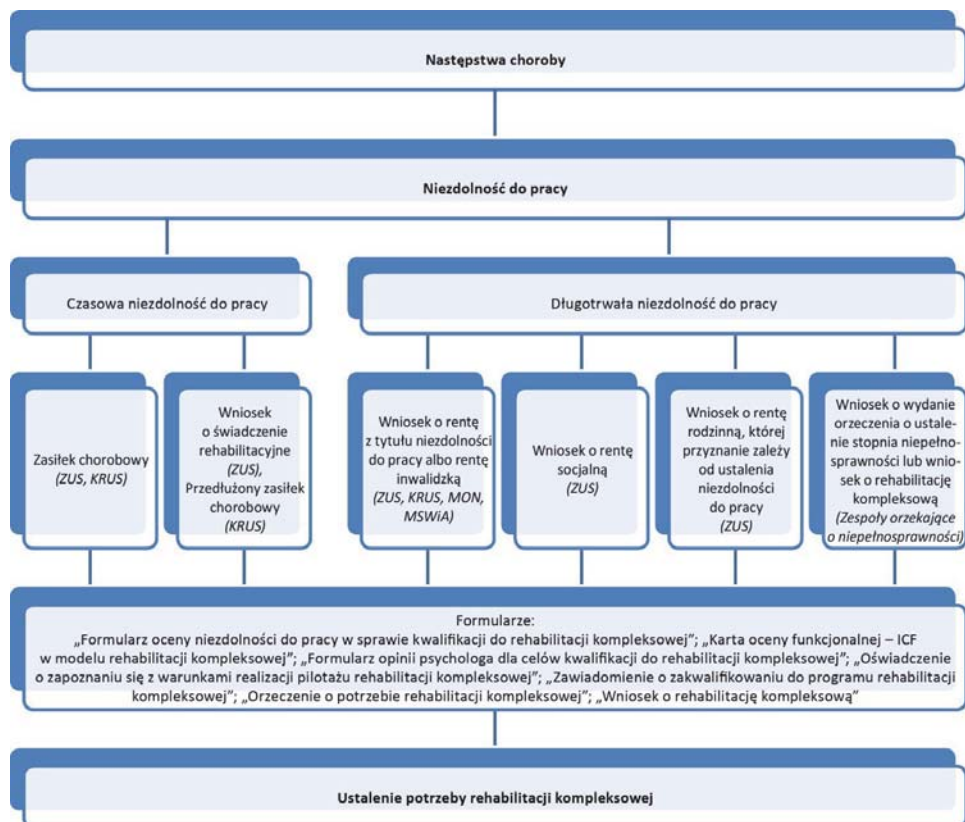 Następstwa choroby
Niezdolność do pracy
Czasowa niezdolność do pracy
Długotrwała niezdolność do pracy
Zasiłek chorobowy
(ZUS, KRUS)
Wniosek
o świadczenie
rehabilitacyjne
(ZUS),
Przedłużony zasiłek
chorobowy
(KRUS)
Wniosek o rentę
z tytułu niezdolności
do pracy albo rentę
inwalidzką
(ZUS, KRUS, MON,
MSWiA)
Wniosek o rentę
socjalną
(ZUS)
Wniosek o rentę
rodzinną, której
przyznanie zależy
od ustalenia
niezdolności
do pracy
(ZUS)
Wniosek o wydanie
orzeczenia o ustale-
nie stopnia niepełno-
sprawności lub wnio-
sek o rehabilitację
kompleksową
(Zespoły orzekające
o niepełnosprawności)
Formularze:
„Formularz oceny niezdolności do pracy w sprawie kwalifikacji do rehabilitacji kompleksowej”; „Karta oceny funkcjonalnej – ICF
w modelu rehabilitacji kompleksowej”; „Formularz opinii psychologa dla celów kwalifikacji do rehabilitacji kompleksowej”; „Oświadczenie
o zapoznaniu się z warunkami realizacji pilotażu rehabilitacji kompleksowej”; „Zawiadomienie o zakwalifikowaniu do programu rehabilitacji
kompleksowej”; „Orzeczenie o potrzebie rehabilitacji kompleksowej”; „Wniosek o rehabilitację kompleksową”
Ustalenie potrzeby rehabilitacji kompleksowej